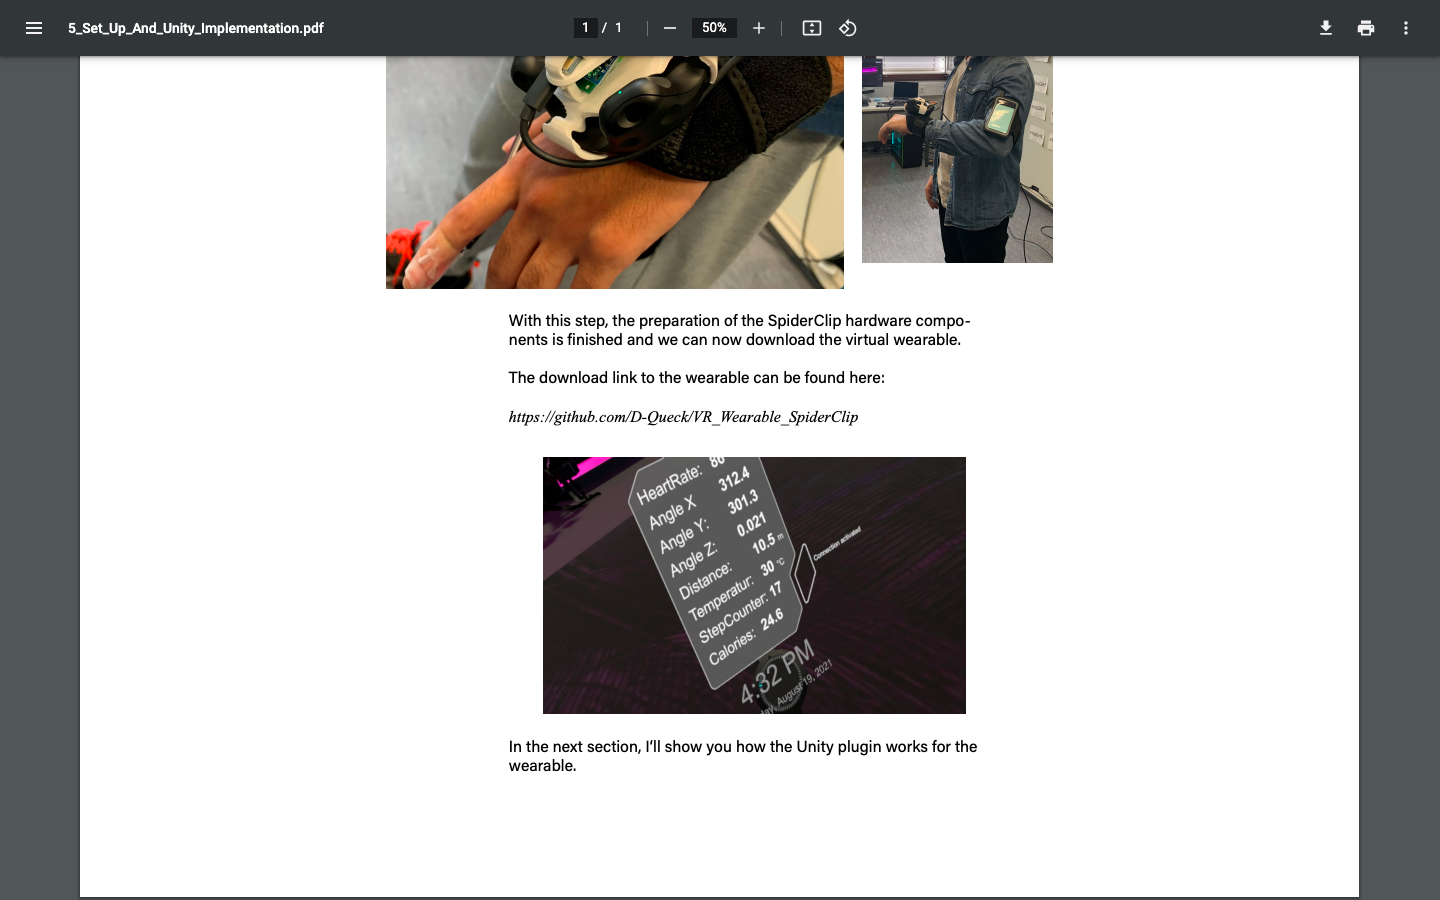 5_Set_Up_And_Unity_Implementation.pdf
1 / 1
50%
With this step, the preparation of the SpiderClip hardware compo-
nents is finished and we can now download the virtual wearable.
The download link to the wearable can be found here:
https://github.com/D-Queck/VR_Wearable_SpiderClip
HeartRate: 86
Angle X 312.4
Angle Y: 301.3
Angle Z: 0.021
Distance: 10.5 m
Temperatur: 30 °C
StepCounter: 17
Calories: 24.6
Connection activated
4:32 PM
August 19, 2021
In the next section, I'll show you how the Unity plugin works for the
wearable.